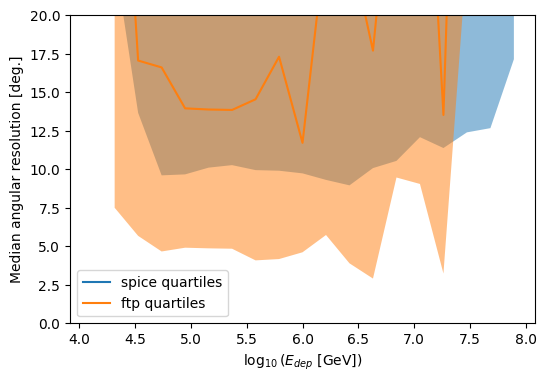 20.0
17.5
15.0
12.5
10.0
7.5
5.0
2.5
0.0
Median angular resolution [deg.]
spice quartiles
ftp quartiles
4.0 4.5 5.0 5.5 6.0 6.5 7.0 7.5 8.0
log₁₀(E_dep [GeV])